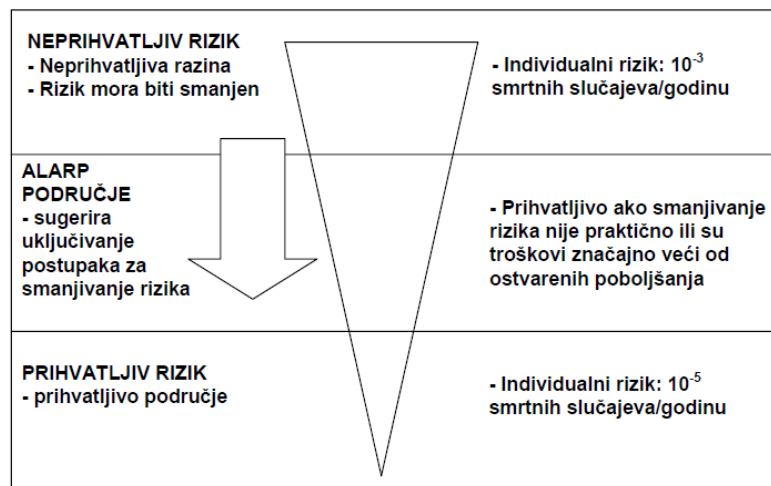 NEPRIHVATLJIV RIZIK
- Neprihvatljiva razina
- Rizik mora biti smanjen
- Individualni rizik: 10⁻³
smrtnih slučajeva/godinu
ALARP
PODRUČJE
- sugerira
uključivanje
postupaka za
smanjivanje rizika
- Prihvatljivo ako smanjivanje
rizika nije praktično ili su
troškovi značajno veći od
ostvarenih poboljšanja
PRIHVATLJIV RIZIK
- prihvatljivo područje
- Individualni rizik: 10⁻⁵
smrtnih slučajeva/godinu